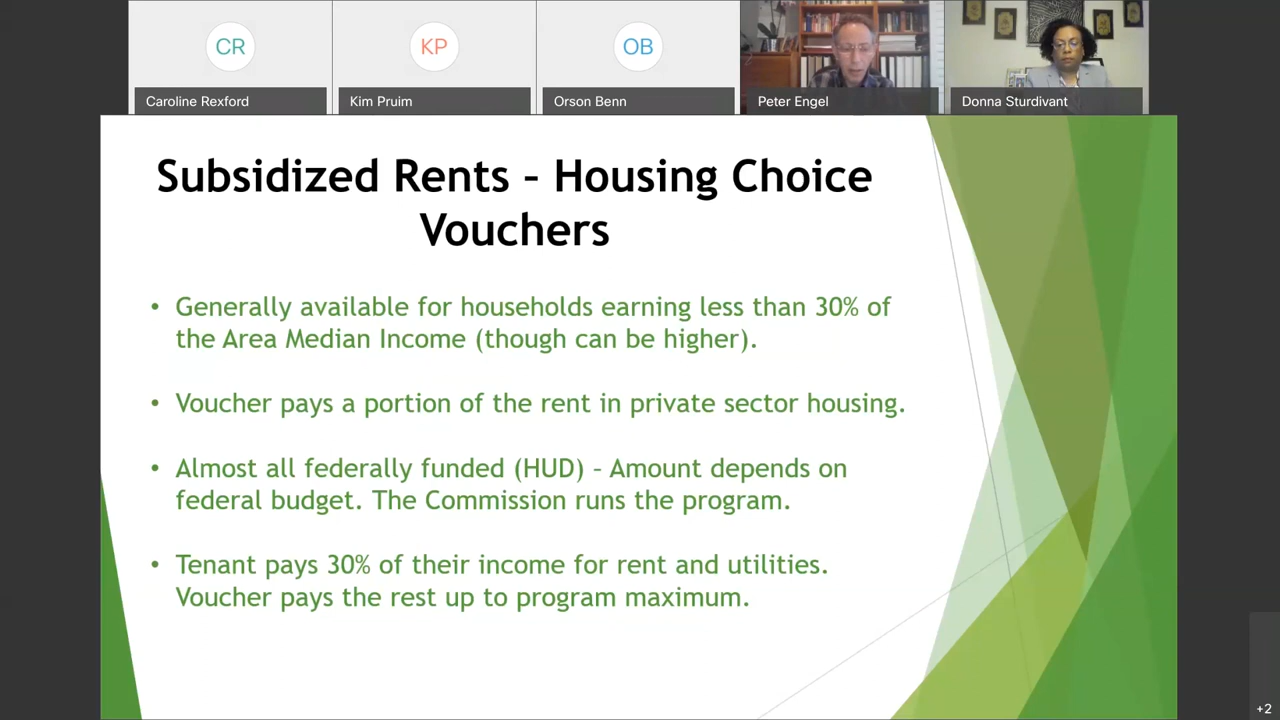 CR
KP
OB
Caroline Rexford
Kim Pruim
Orson Benn
Peter Engel
Donna Sturdivant
Subsidized Rents – Housing Choice
Vouchers
• Generally available for households earning less than 30% of
the Area Median Income (though can be higher).
• Voucher pays a portion of the rent in private sector housing.
• Almost all federally funded (HUD) – Amount depends on
federal budget. The Commission runs the program.
• Tenant pays 30% of their income for rent and utilities.
Voucher pays the rest up to program maximum.
+2